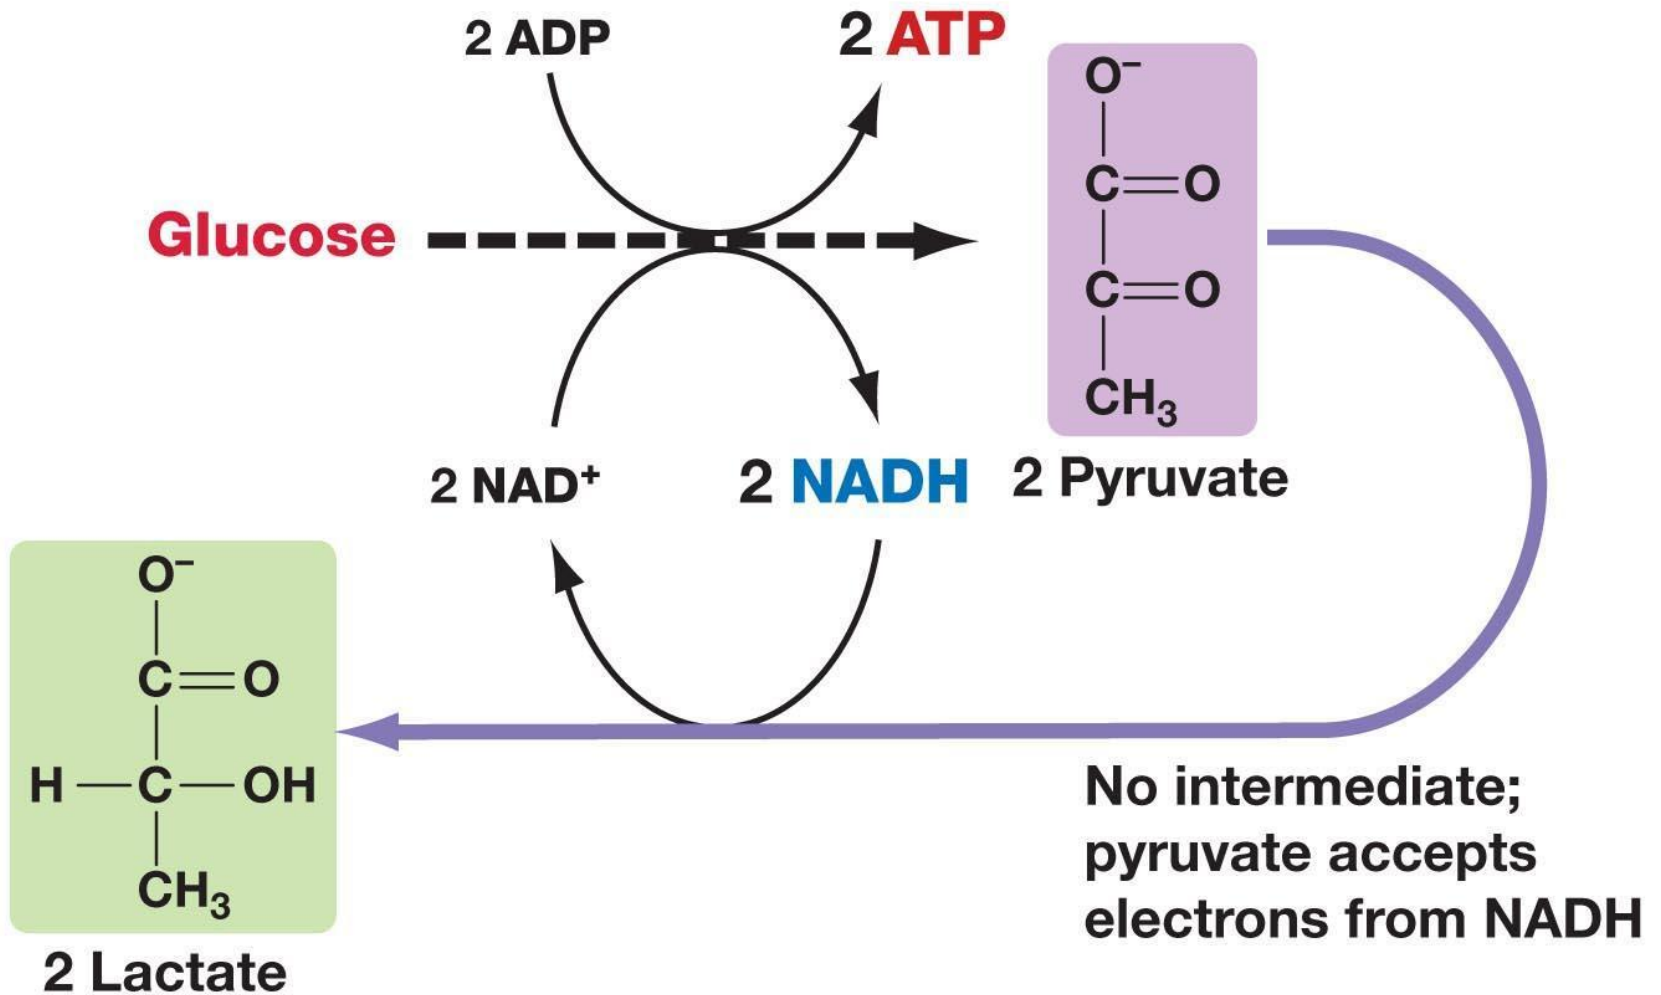 2 ADP
2 ATP
Glucose
O⁻
C=O
C=O
CH₃
2 Pyruvate
2 NAD⁺
2 NADH
O⁻
C=O
H—C—OH
CH₃
2 Lactate
No intermediate;
pyruvate accepts
electrons from NADH